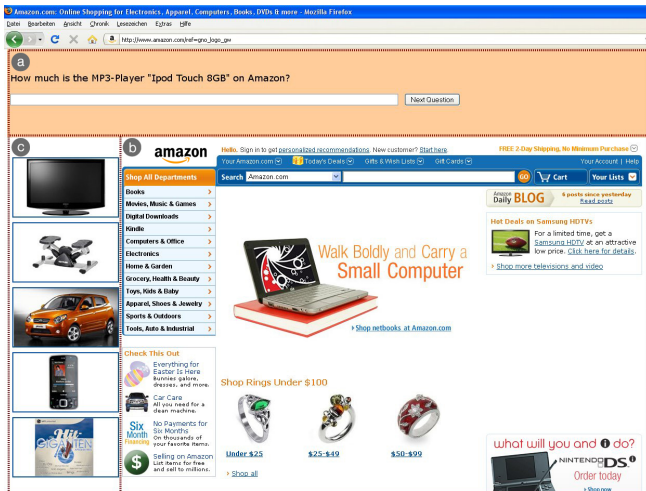 Amazon.com: Online Shopping for Electronics, Apparel, Computers, Books, DVDs & more - Mozilla Firefox
Datei Bearbeiten Ansicht Chronik Lesezeichen Extras Hilfe
http://www.amazon.com/ref=gno_logo_gw
a
How much is the MP3-Player "Ipod Touch 8GB" on Amazon?
Next Question
c
b
amazon
Hello. Sign in to get personalized recommendations. New customer? Start here.
FREE 2-Day Shipping, No Minimum Purchase
Your Amazon.com
Today's Deals
Gifts & Wish Lists
Gift Cards
Your Account | Help
Shop All Departments
Search Amazon.com
GO
Cart
Your Lists
Books
Movies, Music & Games
Digital Downloads
Kindle
Computers & Office
Electronics
Home & Garden
Grocery, Health & Beauty
Toys, Kids & Baby
Apparel, Shoes & Jewelry
Sports & Outdoors
Tools, Auto & Industrial
Walk Boldly and Carry a
Small Computer
Shop netbooks at Amazon.com
Amazon
Daily BLOG
6 posts since yesterday
Read posts
Hot Deals on Samsung HDTVs
For a limited time, get a
Samsung HDTV at an attractive
low price. Click here for details.
Shop more televisions and video
Check This Out
Everything for
Easter Is Here
Bunnies galore,
dresses, and more.
Car Care
All you need for a
clean machine.
Six
Month
Financing
No Payments for
Six Months
On thousands of
your favorite items.
$
Selling on Amazon
List items for free
and sell to millions.
Shop Rings Under $100
Under $25
$25-$49
$50-$99
Shop all
what will you and i do?
NINTENDO DS i
Order today
Shop now
Hit-
GIGANTEN